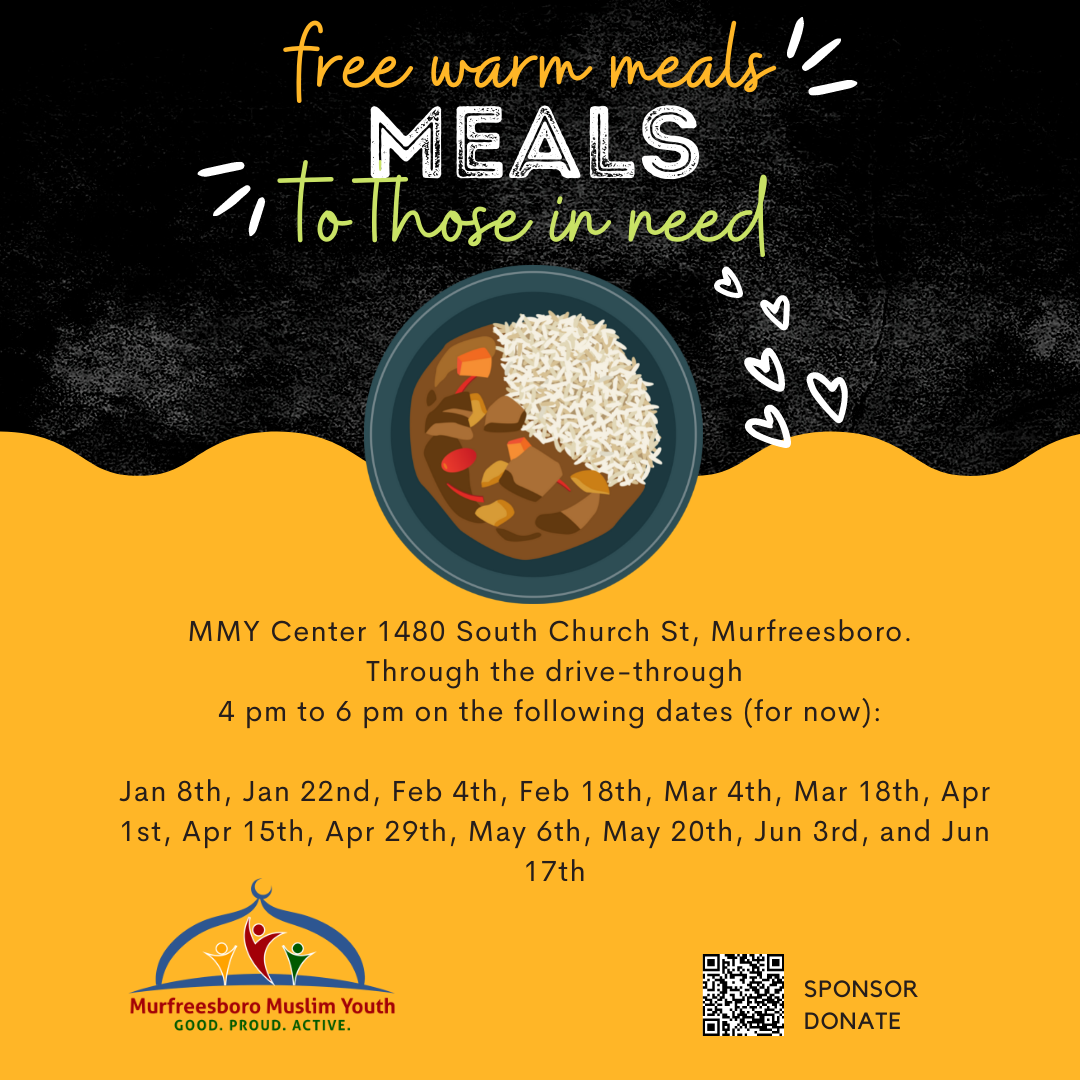 free warm meals
MEALS
to those in need
MMY Center 1480 South Church St, Murfreesboro.
Through the drive-through
4 pm to 6 pm on the following dates (for now):
Jan 8th, Jan 22nd, Feb 4th, Feb 18th, Mar 4th, Mar 18th, Apr
1st, Apr 15th, Apr 29th, May 6th, May 20th, Jun 3rd, and Jun
17th
Murfreesboro Muslim Youth
GOOD. PROUD. ACTIVE.
SPONSOR
DONATE